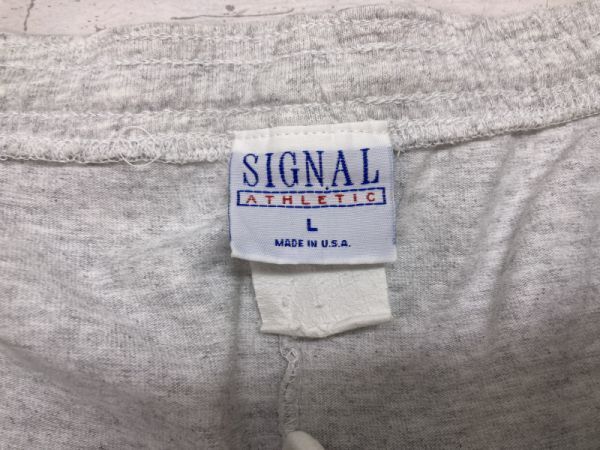 SIGNAL
ATHLETIC
L
MADE IN U.S.A.